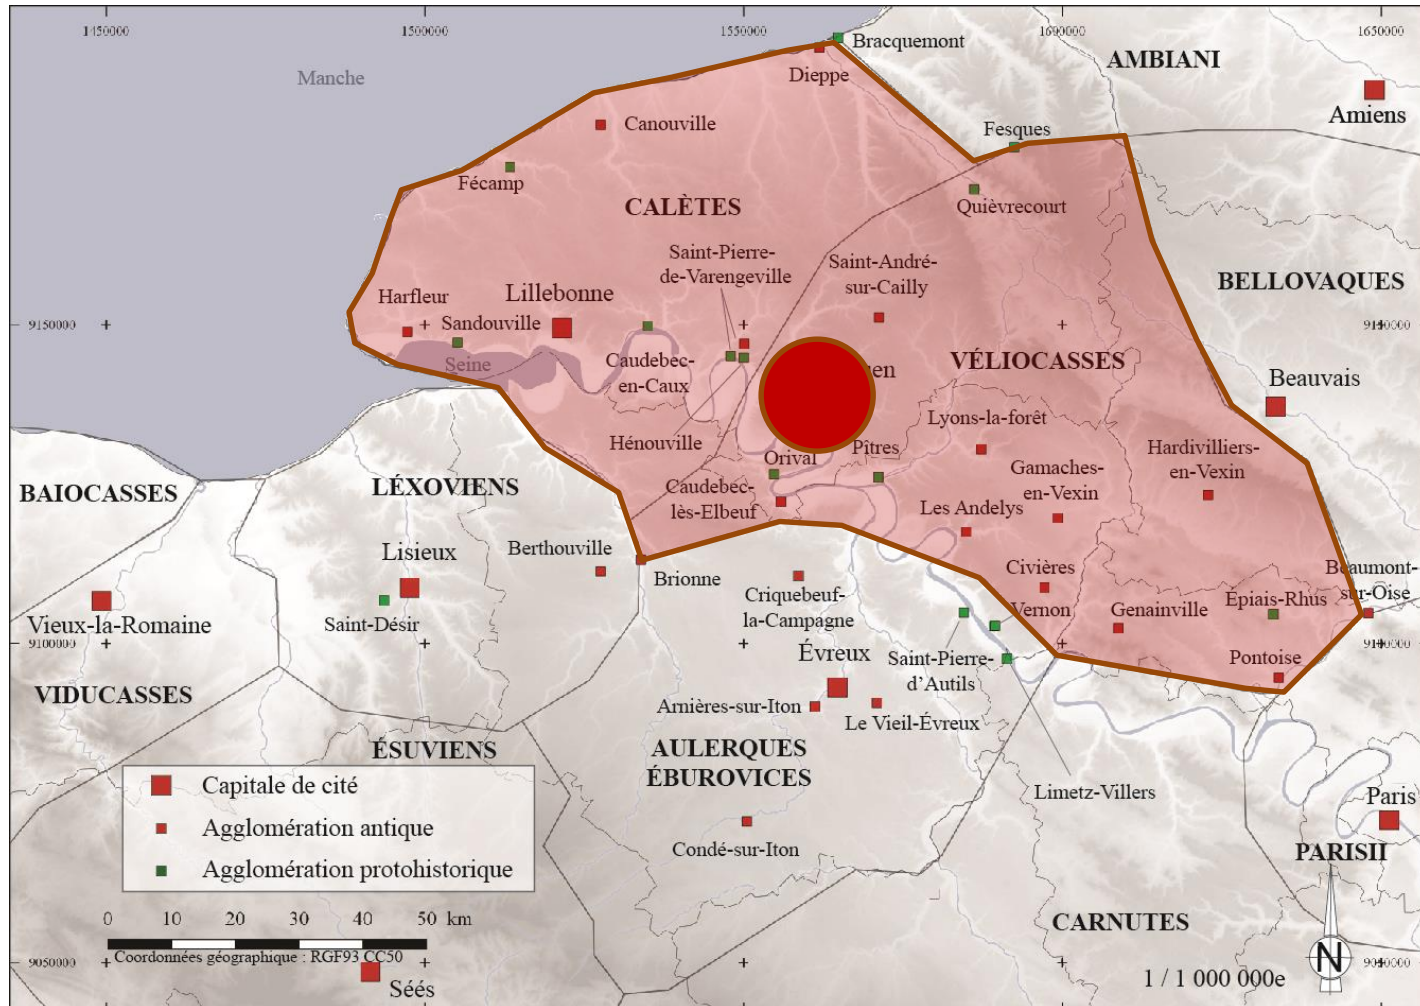 1450000
1500000
1550000
1600000
1650000
Bracquemont
Manche
Dieppe
AMBIANI
Amiens
Canouville
Fesques
Fécamp
CALÈTES
Quièvrecourt
Saint-Pierre-
de-Varengeville
Saint-André-
sur-Cailly
BELLOVAQUES
Harfleur
Lillebonne
9150000
Sandouville
9150000
Seine
Caudebec-
en-Caux
en
VÉLIOCASSES
Beauvais
Lyons-la-forêt
Hénouville
Orival
Pîtres
Hardivilliers-
en-Vexin
Gamaches-
en-Vexin
BAIOCASSES
LÉXOVIENS
Caudebec-
lès-Elbeuf
Les Andelys
Lisieux
Berthouville
Brionne
Civières
Beaumont-
sur-Oise
Criquebeuf-
la-Campagne
Vernon
Genainville
Épiais-Rhus
Vieux-la-Romaine
Saint-Désir
9100000
9100000
Évreux
Saint-Pierre-
d'Autils
Pontoise
VIDUCASSES
Arnières-sur-Iton
Le Vieil-Évreux
ÉSUVIENS
AULERQUES
ÉBUROVICES
Limetz-Villers
Paris
Capitale de cité
Agglomération antique
Agglomération protohistorique
Condé-sur-Iton
PARISII
0 10 20 30 40 50 km
CARNUTES
Coordonnées géographique : RGF93 CC50
9050000
9050000
N
Séés
1 / 1 000 000e